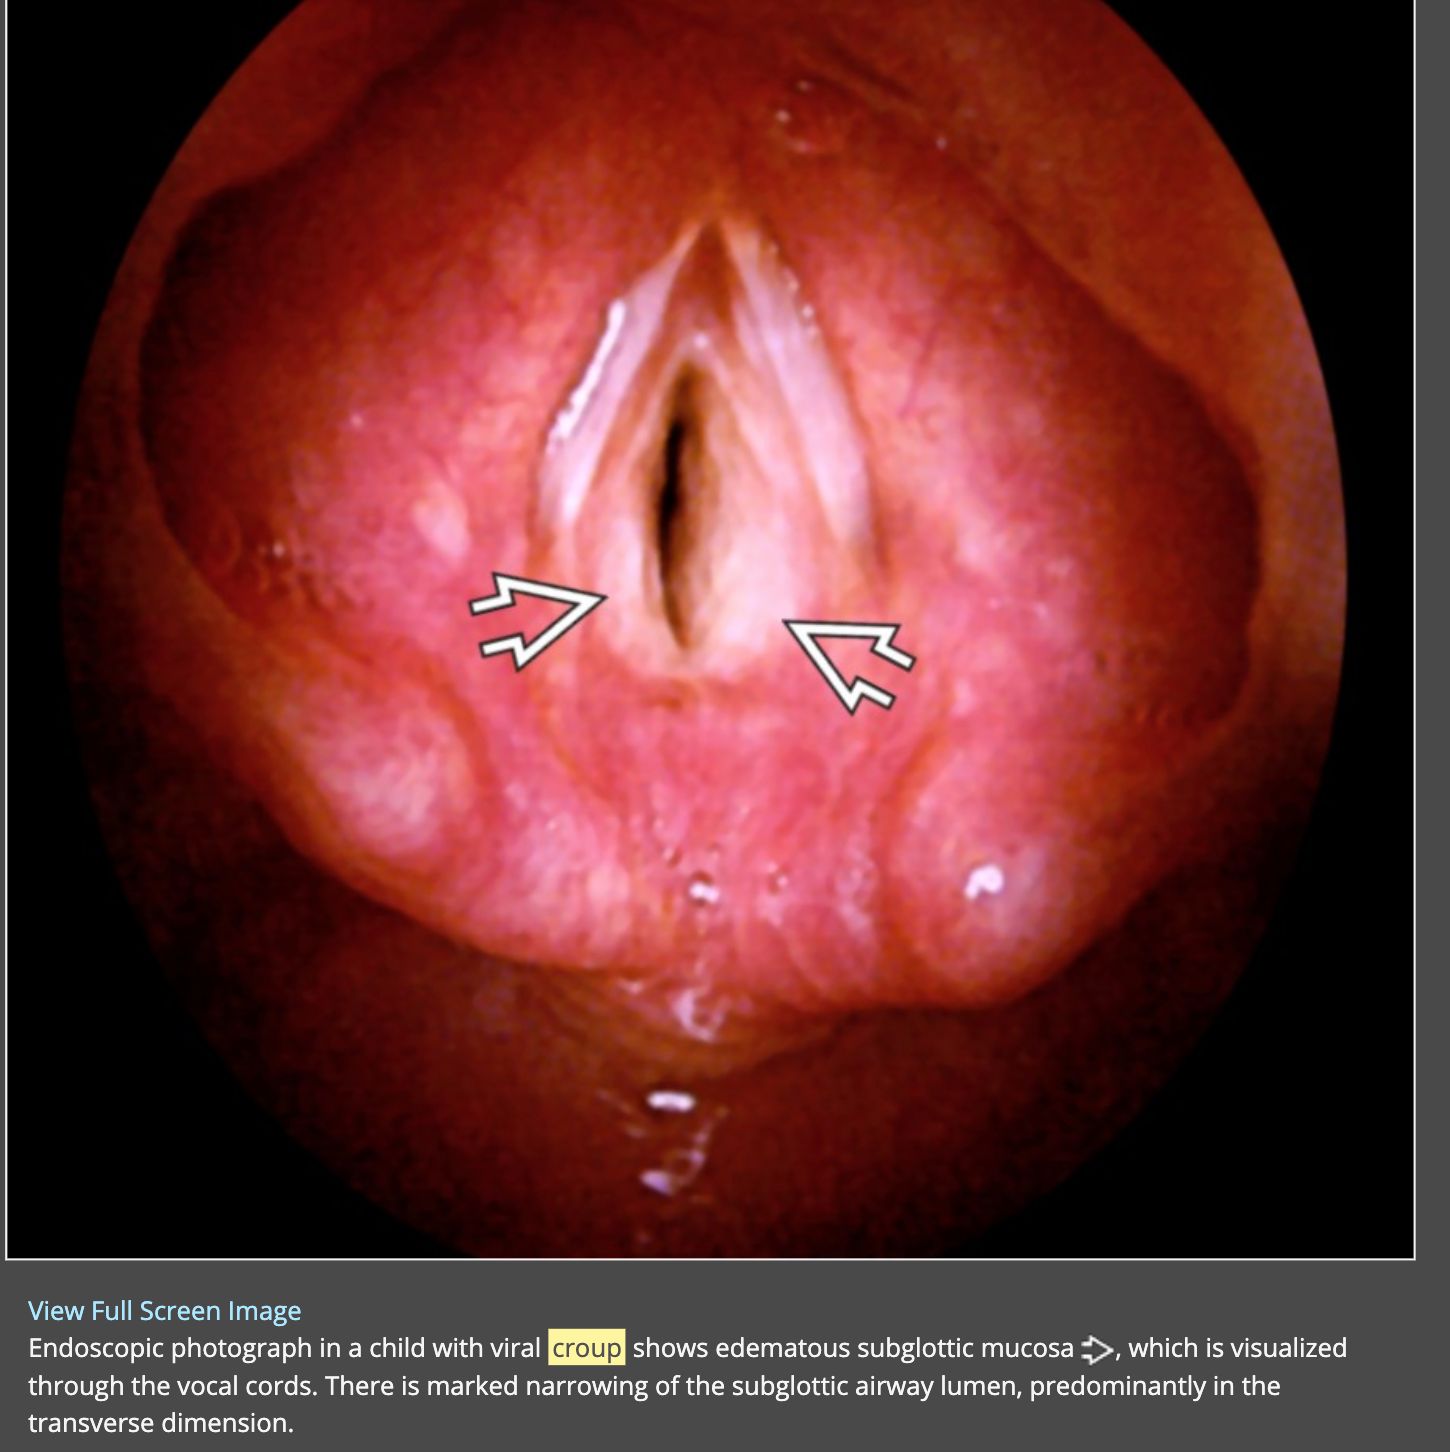 View Full Screen Image
Endoscopic photograph in a child with viral croup shows edematous subglottic mucosa , which is visualized
through the vocal cords. There is marked narrowing of the subglottic airway lumen, predominantly in the
transverse dimension.